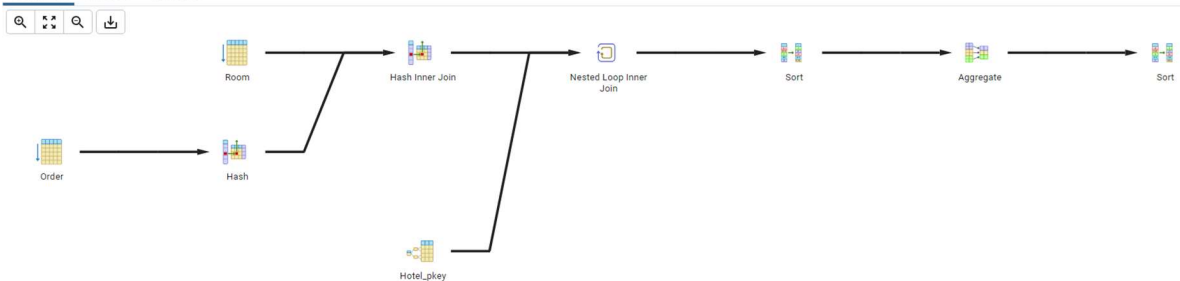 Room
Hash Inner Join
Nested Loop Inner
Join
Sort
Aggregate
Sort
Order
Hash
Hotel_pkey